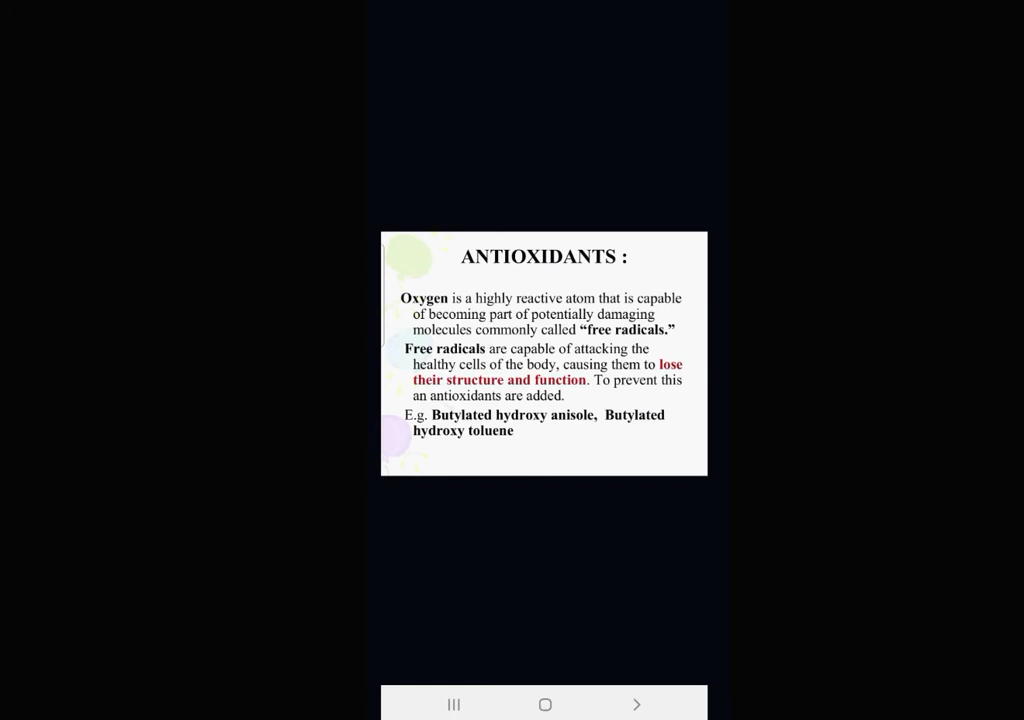 ANTIOXIDANTS :
Oxygen is a highly reactive atom that is capable
of becoming part of potentially damaging
molecules commonly called “free radicals.”
Free radicals are capable of attacking the
healthy cells of the body, causing them to lose
their structure and function. To prevent this
an antioxidants are added.
E.g. Butylated hydroxy anisole, Butylated
hydroxy toluene